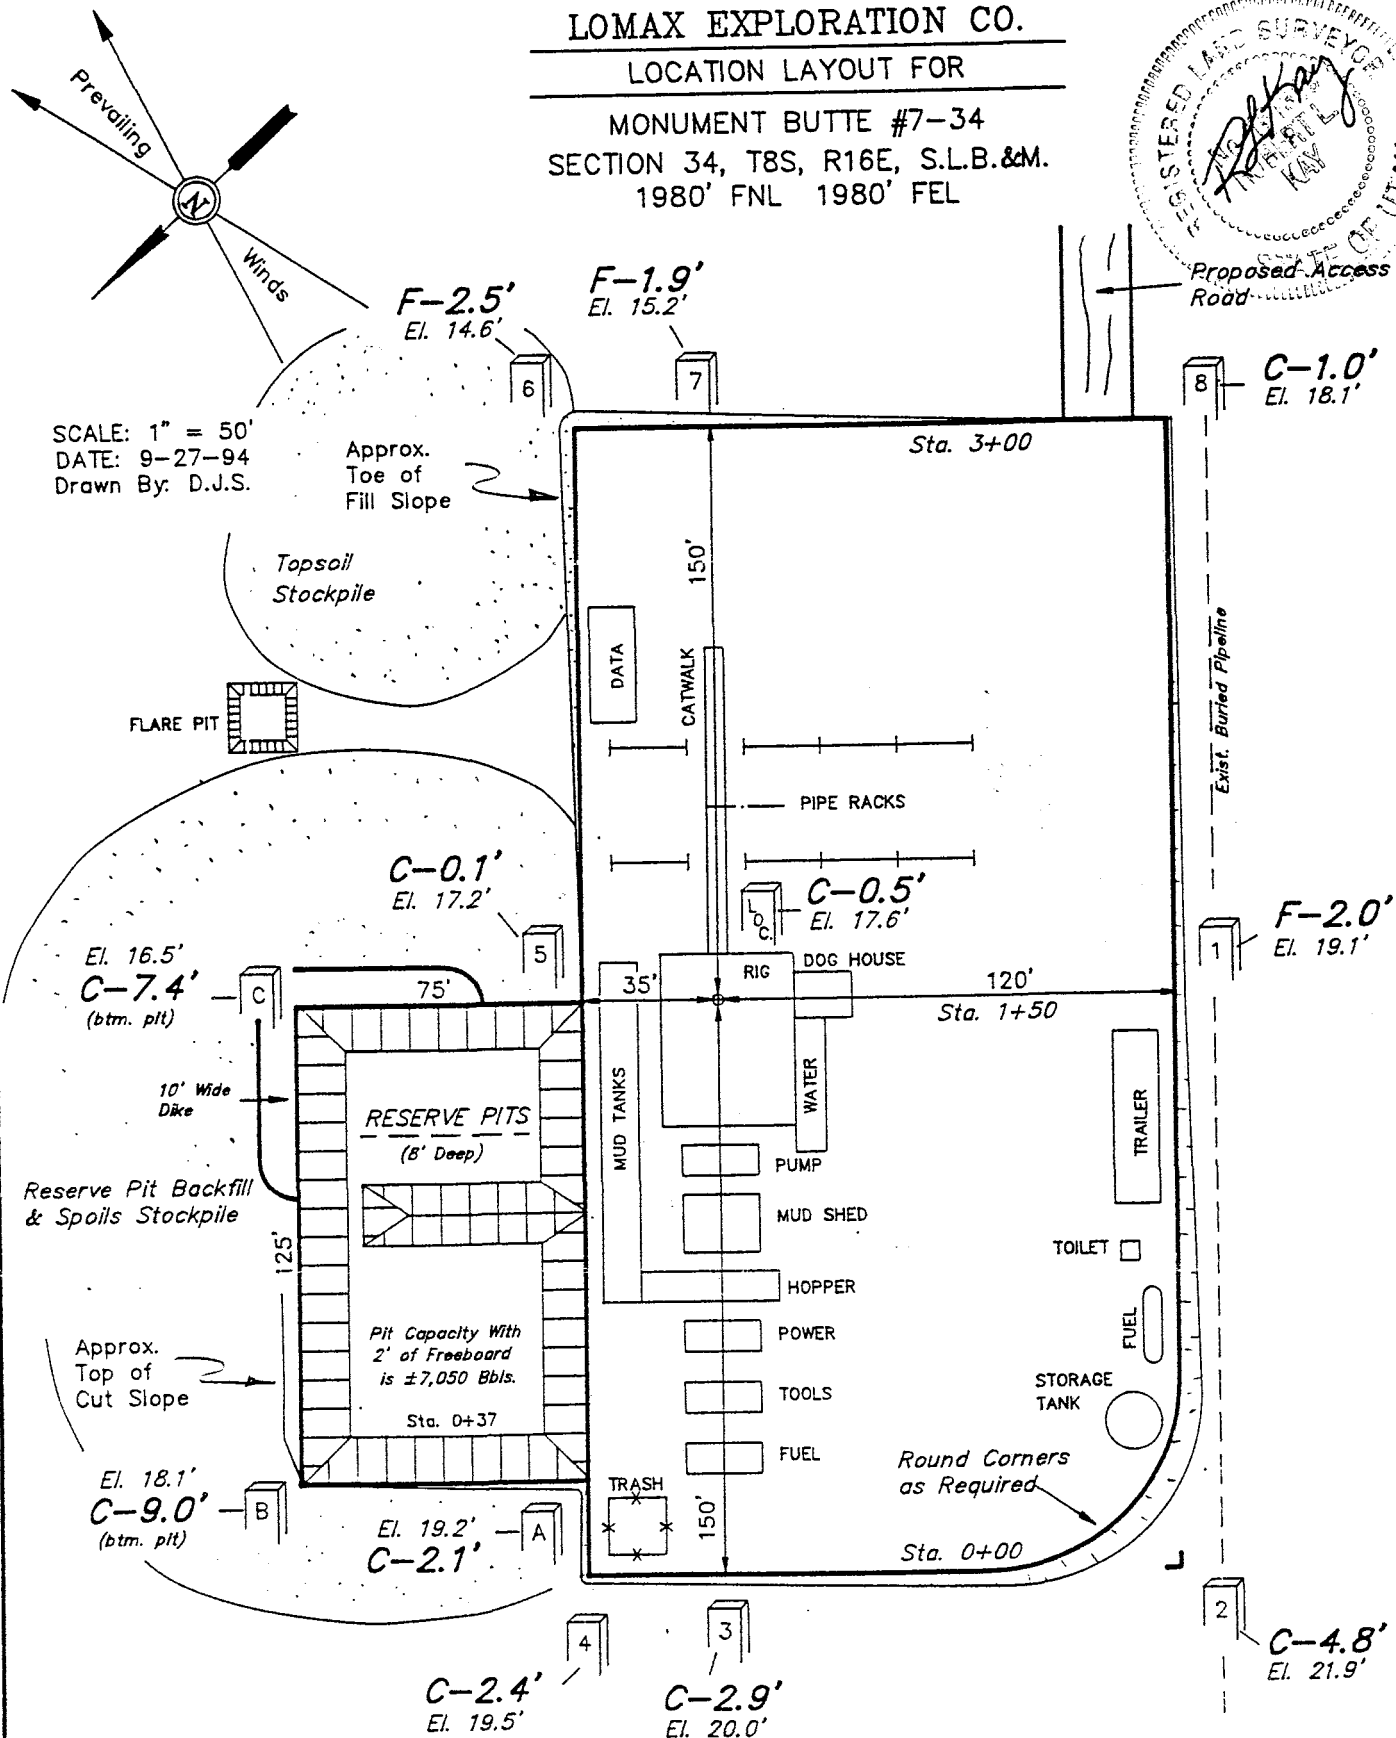 LOMAX EXPLORATION CO.
LOCATION LAYOUT FOR
MONUMENT BUTTE #7-34
SECTION 34, T8S, R16E, S.L.B.&M.
1980' FNL 1980' FEL
REGISTERED LAND SURVEYOR
STATE OF
KAY
Prevailing
Winds
N
Proposed Access
Road
F-2.5'
El. 14.6'
F-1.9'
El. 15.2'
6
7
8
C-1.0'
El. 18.1'
SCALE: 1" = 50'
DATE: 9-27-94
Drawn By: D.J.S.
Approx.
Toe of
Fill Slope
Sta. 3+00
Topsoil
Stockpile
150'
DATA
CATWALK
Exist. Buried Pipeline
FLARE PIT
PIPE RACKS
C-0.1'
El. 17.2'
5
LOC.
C-0.5'
El. 17.6'
1
F-2.0'
El. 19.1'
El. 16.5'
C-7.4'
(btm. pit)
C
75'
35'
RIG
DOG HOUSE
120'
Sta. 1+50
10' Wide
Dike
RESERVE PITS
(8' Deep)
MUD TANKS
WATER
TRAILER
PUMP
Reserve Pit Backfill
& Spoils Stockpile
MUD SHED
125'
TOILET
HOPPER
Pit Capacity With
2' of Freeboard
is ±7,050 Bbls.
POWER
FUEL
Approx.
Top of
Cut Slope
STORAGE
TANK
TOOLS
Sta. 0+37
FUEL
Round Corners
as Required
El. 18.1'
C-9.0'
(btm. pit)
B
TRASH
150'
El. 19.2'
C-2.1'
A
Sta. 0+00
4
3
2
C-2.4'
El. 19.5'
C-2.9'
El. 20.0'
C-4.8'
El. 21.9'